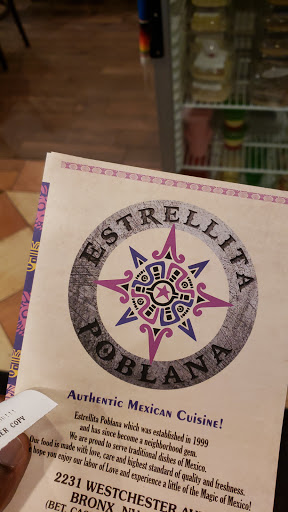 ESTRELLITA
POBLANA
AUTHENTIC MEXICAN CUISINE!
Estrellita Poblana which was established in 1999
and has since become a neighborhood gem.
We are proud to serve traditional dishes of Mexico.
Our food is made with love, care and highest standard of quality and freshness.
hope you enjoy our labor of Love and experience a little of the Magic of Mexico!
2231 WESTCHESTER
BRONX,
(BET.
COPY